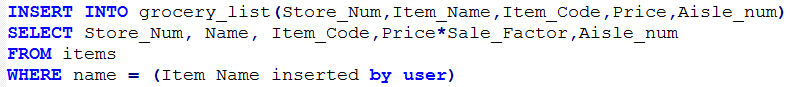 INSERT INTO grocery_list(Store_Num,Item_Name,Item_Code,Price,Aisle_num)
SELECT Store_Num, Name, Item_Code,Price*Sale_Factor,Aisle_num
FROM items
WHERE name = (Item Name inserted by user)